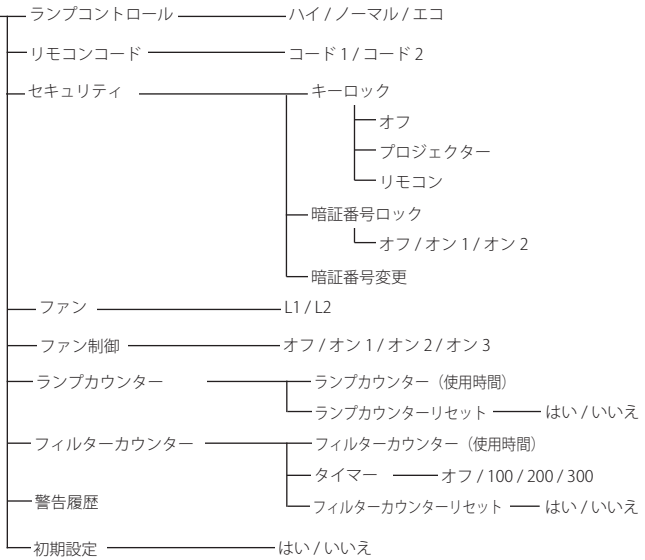 ランプコントロール ハイ / ノーマル / エコ
リモコンコード コード 1 / コード 2
セキュリティ キーロック
オフ
プロジェクター
リモコン
暗証番号ロック
オフ / オン 1 / オン 2
暗証番号変更
ファン L1 / L2
ファン制御 オフ / オン 1 / オン 2 / オン 3
ランプカウンター ランプカウンター（使用時間）
ランプカウンターリセット はい / いいえ
フィルターカウンター フィルターカウンター（使用時間）
タイマー オフ / 100 / 200 / 300
警告履歴 フィルターカウンターリセット はい / いいえ
初期設定 はい / いいえ